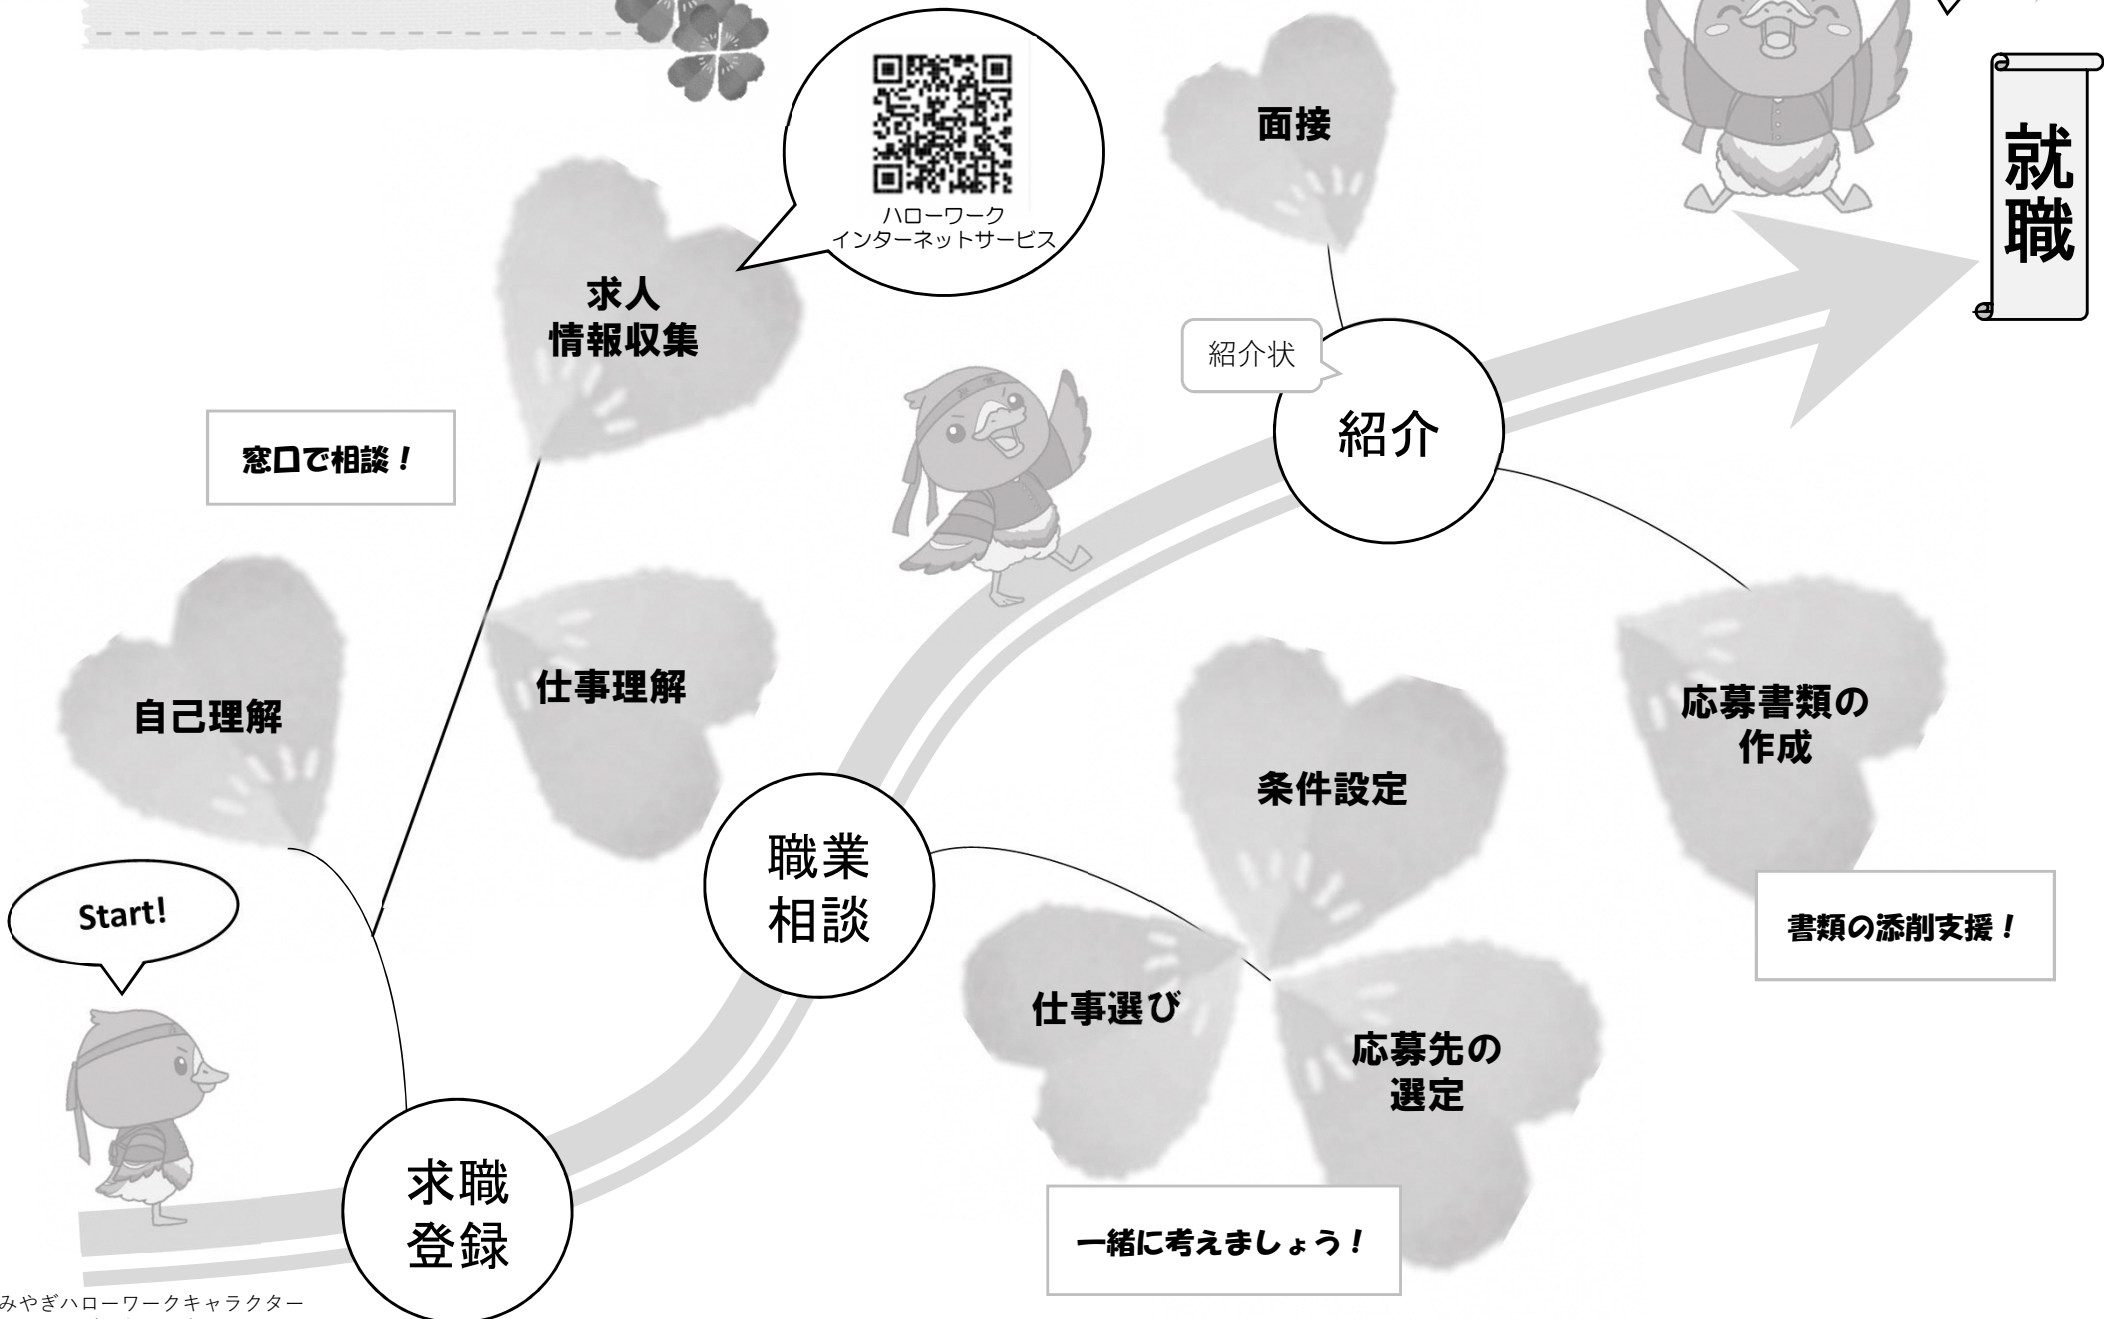 ハローワーク
インターネットサービス
面接
就職
求人
情報収集
紹介状
紹介
窓口で相談！
自己理解
仕事理解
応募書類の
作成
条件設定
職業
相談
Start!
書類の添削支援！
仕事選び
応募先の
選定
求職
登録
一緒に考えましょう！
みやぎハローワークキャラクター